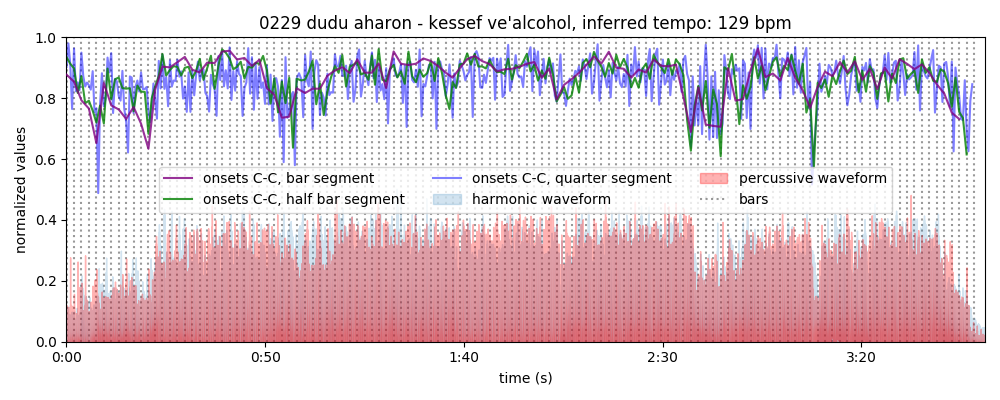 0229 dudu aharon - kessef ve'alcohol, inferred tempo: 129 bpm
normalized values
1.0
0.8
0.6
0.4
0.2
0.0
onsets C-C, bar segment
onsets C-C, half bar segment
onsets C-C, quarter segment
harmonic waveform
percussive waveform
bars
0:00 0:50 1:40 2:30 3:20
time (s)